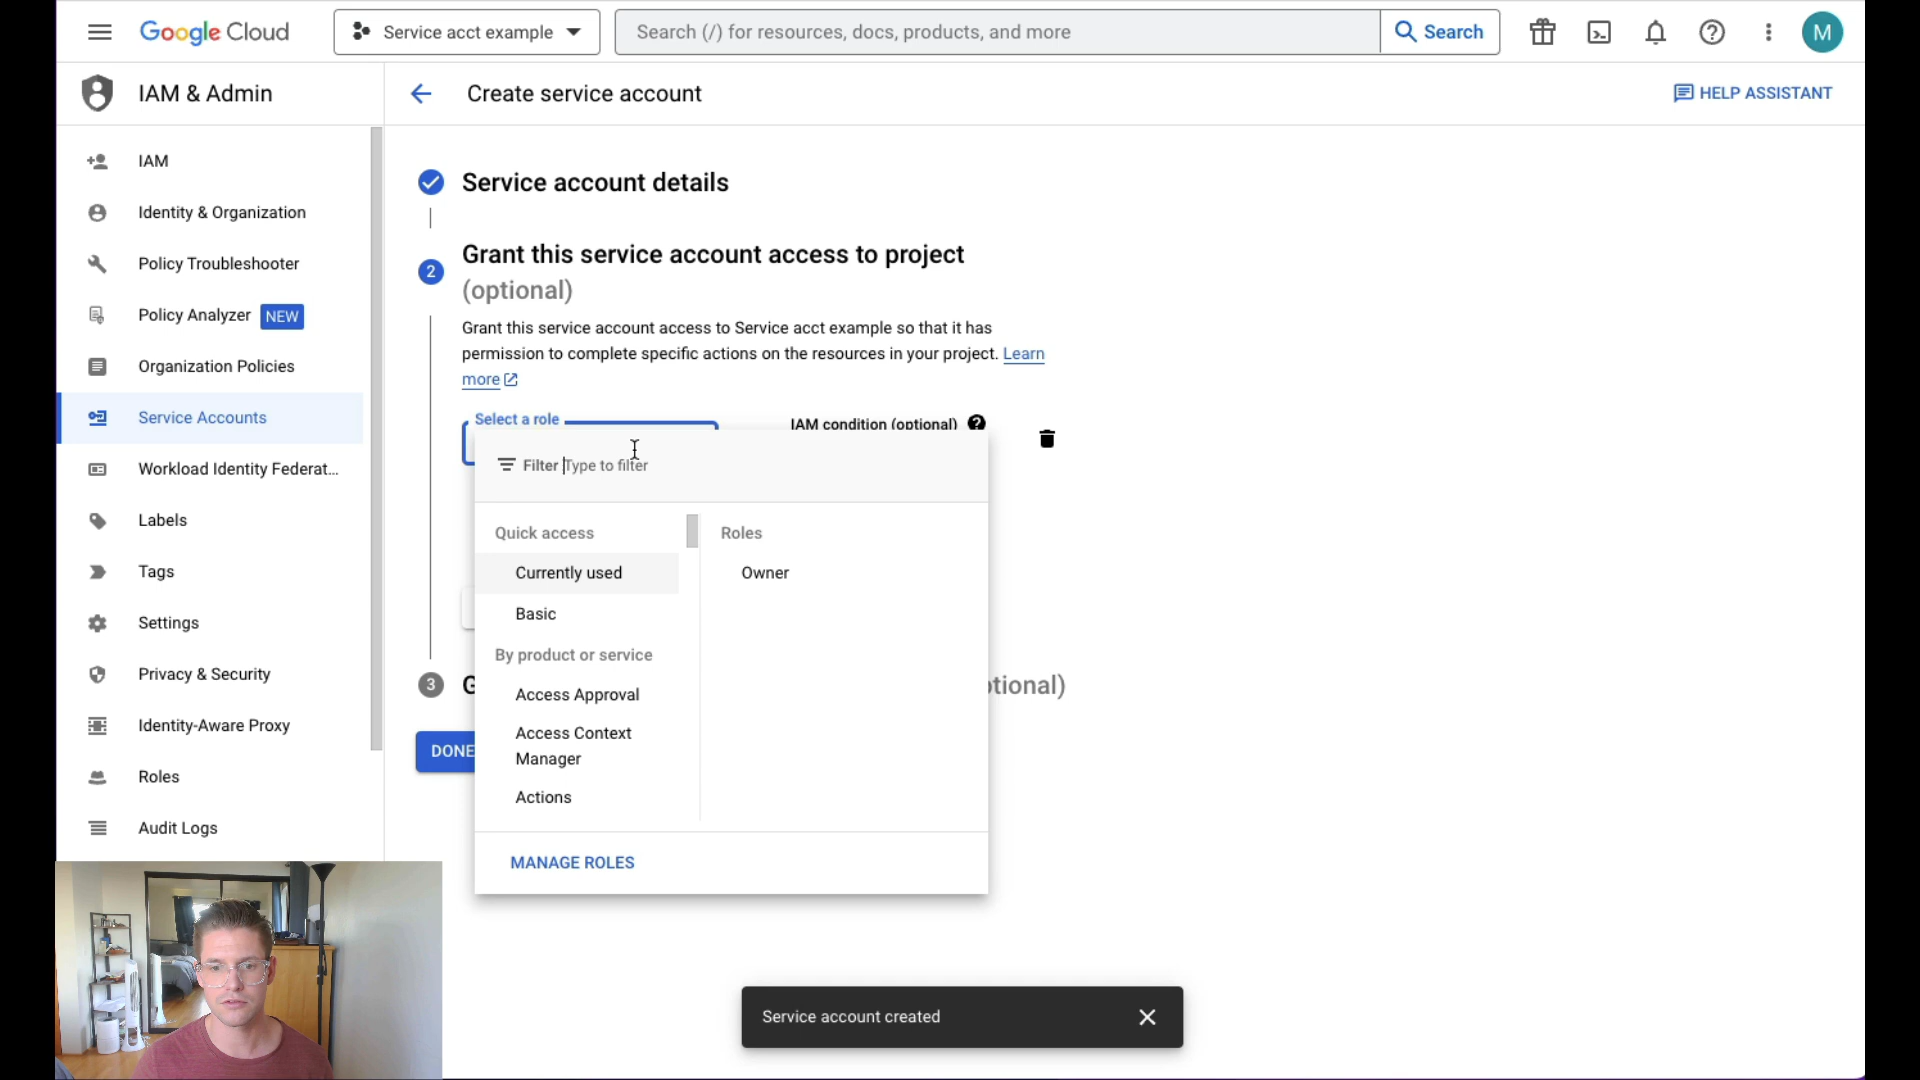 Google Cloud
Service acct example
Search (/) for resources, docs, products, and more
Search
M
IAM & Admin
Create service account
HELP ASSISTANT
IAM
Identity & Organization
Policy Troubleshooter
Policy Analyzer NEW
Organization Policies
Service Accounts
Workload Identity Federat...
Labels
Tags
Settings
Privacy & Security
Identity-Aware Proxy
Roles
Audit Logs
Service account details
2
Grant this service account access to project
(optional)
Grant this service account access to Service acct example so that it has
permission to complete specific actions on the resources in your project. Learn
more
Select a role
IAM condition (optional)
Filter Type to filter
Quick access
Currently used
Basic
By product or service
Access Approval
Access Context
Manager
Actions
Roles
Owner
MANAGE ROLES
3
DONE
Service account created